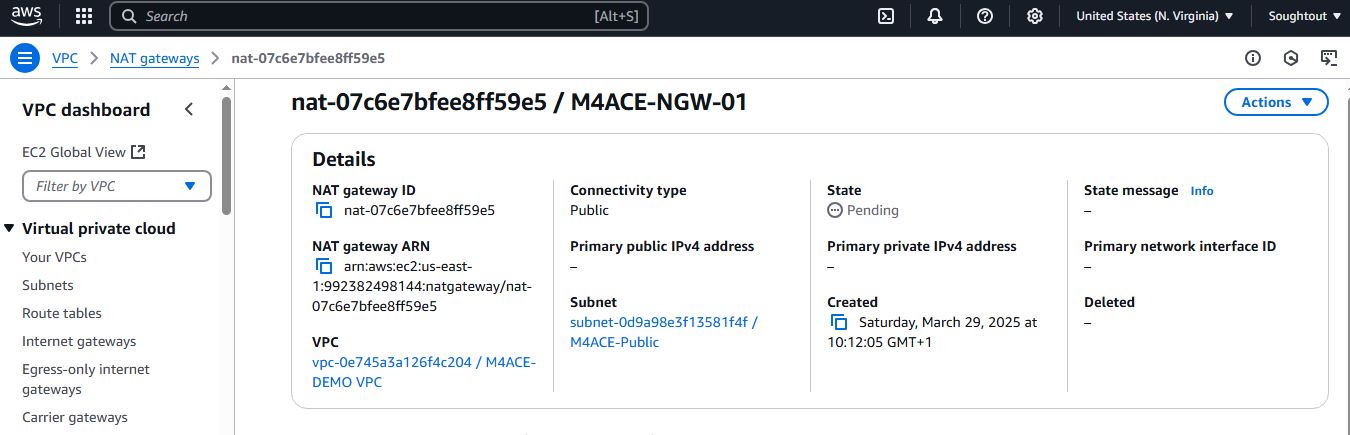 aws
Search [Alt+S]
United States (N. Virginia) Soughtout
VPC NAT gateways nat-07c6e7bfee8ff59e5
VPC dashboard
EC2 Global View
Filter by VPC
Virtual private cloud
Your VPCs
Subnets
Route tables
Internet gateways
Egress-only internet
gateways
Carrier gateways
nat-07c6e7bfee8ff59e5 / M4ACE-NGW-01
Actions
Details
NAT gateway ID
nat-07c6e7bfee8ff59e5
NAT gateway ARN
arn:aws:ec2:us-east-
1:992382498144:natgateway/nat-
07c6e7bfee8ff59e5
VPC
vpc-0e745a3a126f4c204 / M4ACE-
DEMO VPC
Connectivity type
Public
Primary public IPv4 address
–
Subnet
subnet-0d9a98e3f13581f4f /
M4ACE-Public
State
Pending
Primary private IPv4 address
–
Created
Saturday, March 29, 2025 at
10:12:05 GMT+1
State message Info
–
Primary network interface ID
–
Deleted
–